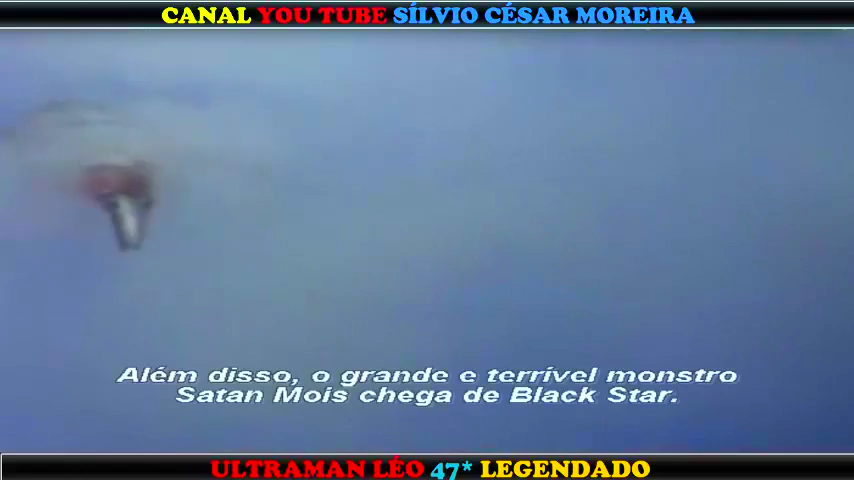 CANAL YOU TUBE SÍLVIO CÉSAR MOREIRA
Além disso, o grande e terrível monstro
Satan Mois chega de Black Star.
ULTRAMAN LÉO 47* LEGENDADO